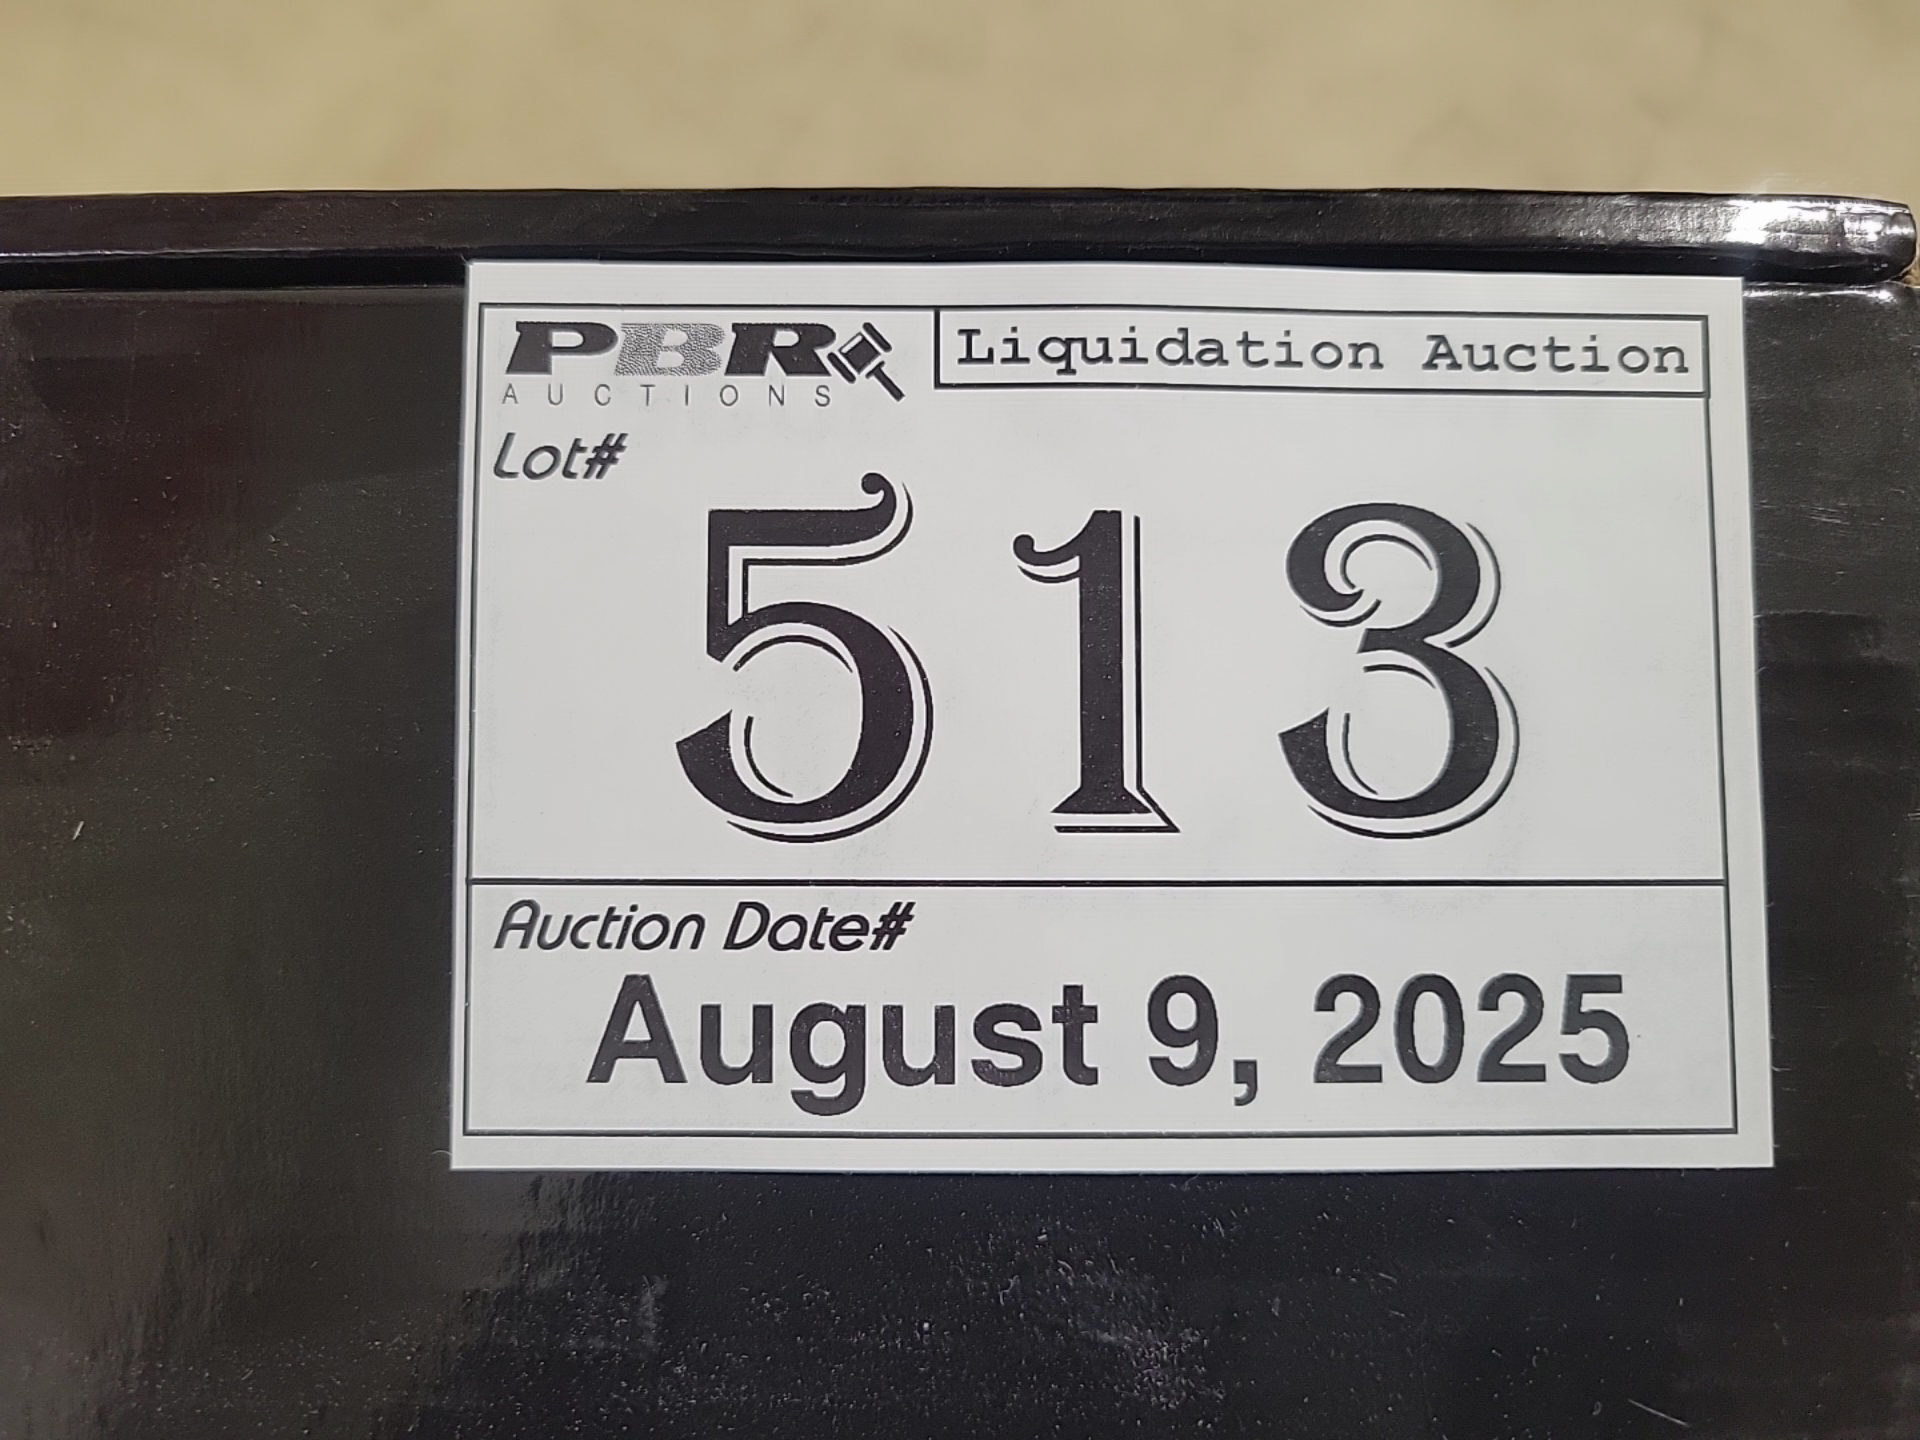 PBR
AUCTIONS
Liquidation Auction
Lot#
513
Auction Date#
August 9, 2025